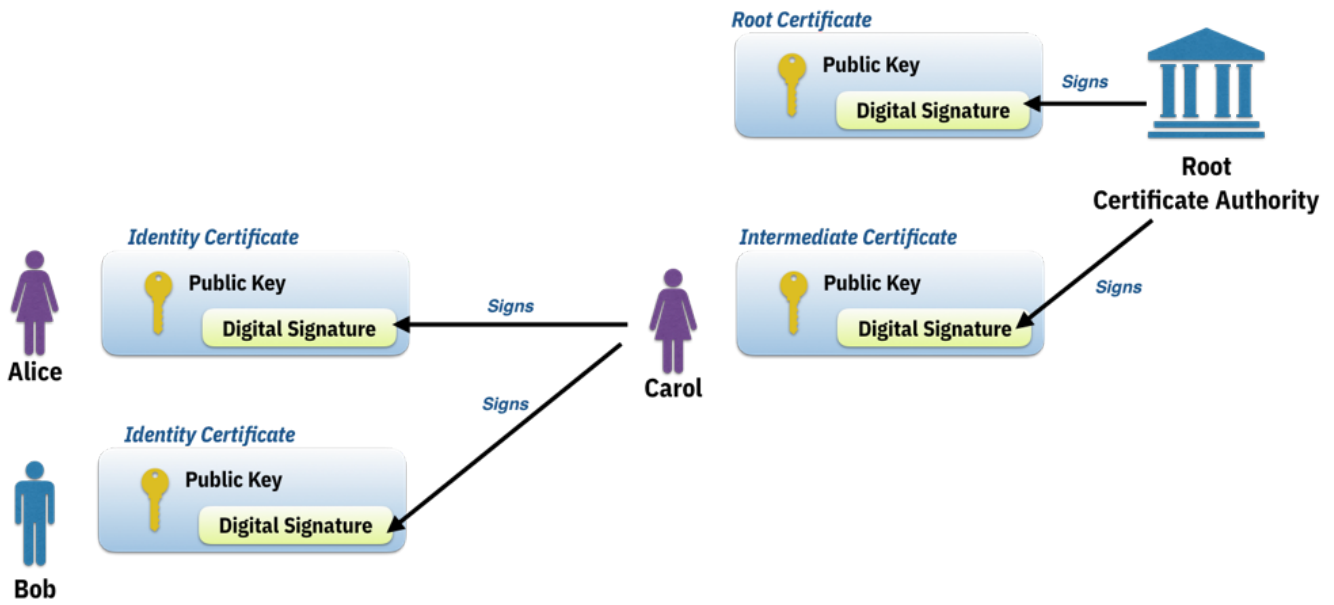 Root Certificate
Public Key
Digital Signature
Signs
Root
Certificate Authority
Identity Certificate
Public Key
Digital Signature
Alice
Signs
Carol
Intermediate Certificate
Public Key
Digital Signature
Signs
Signs
Identity Certificate
Public Key
Digital Signature
Bob